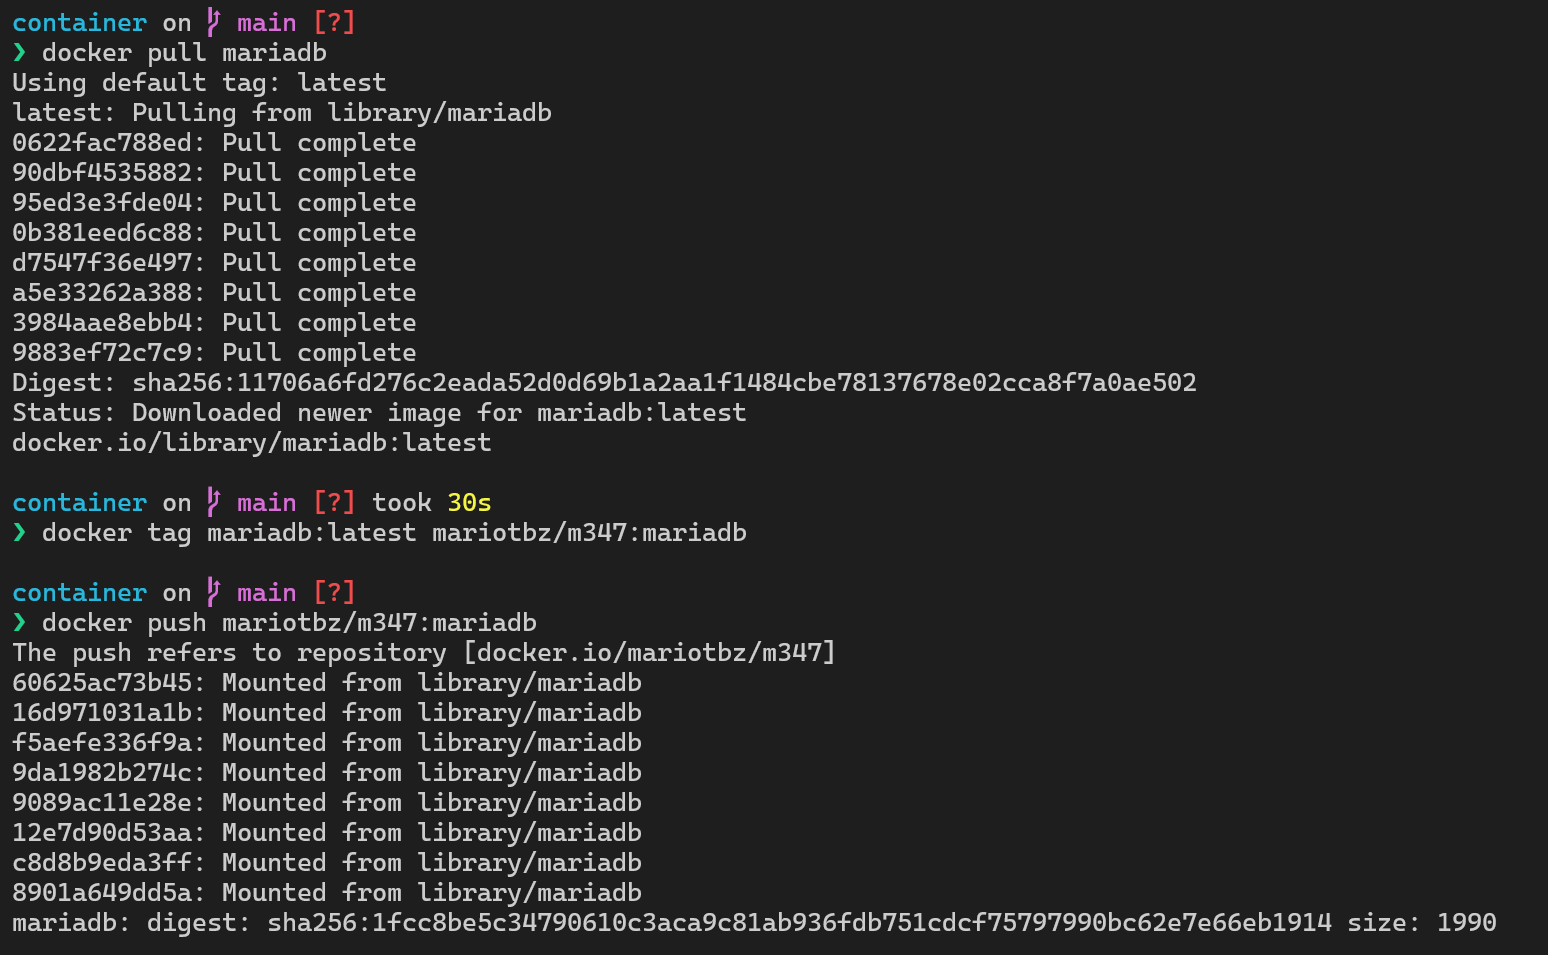 container on main [?]
❯ docker pull mariadb
Using default tag: latest
latest: Pulling from library/mariadb
0622fac788ed: Pull complete
90dbf4535882: Pull complete
95ed3e3fde04: Pull complete
0b381eed6c88: Pull complete
d7547f36e497: Pull complete
a5e33262a388: Pull complete
3984aae8ebb4: Pull complete
9883ef72c7c9: Pull complete
Digest: sha256:11706a6fd276c2eada52d0d69b1a2aa1f1484cbe78137678e02cca8f7a0ae502
Status: Downloaded newer image for mariadb:latest
docker.io/library/mariadb:latest
container on main [?] took 30s
❯ docker tag mariadb:latest mariotbz/m347:mariadb
container on main [?]
❯ docker push mariotbz/m347:mariadb
The push refers to repository [docker.io/mariotbz/m347]
60625ac73b45: Mounted from library/mariadb
16d971031a1b: Mounted from library/mariadb
f5aefe336f9a: Mounted from library/mariadb
9da1982b274c: Mounted from library/mariadb
9089ac11e28e: Mounted from library/mariadb
12e7d90d53aa: Mounted from library/mariadb
c8d8b9eda3ff: Mounted from library/mariadb
8901a649dd5a: Mounted from library/mariadb
mariadb: digest: sha256:1fcc8be5c34790610c3aca9c81ab936fdb751cdcf75797990bc62e7e66eb1914 size: 1990